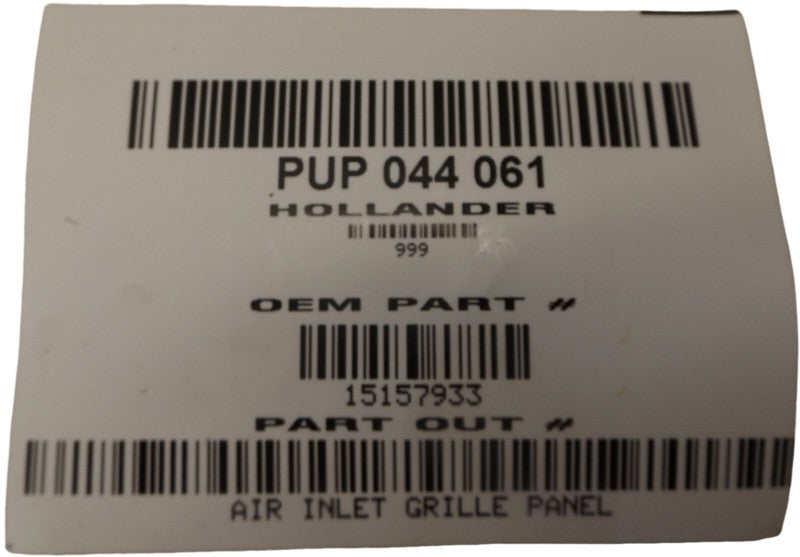 PUP 044 061
HOLLANDER
999
OEM PART #
15157933
PART OUT #
AIR INLET GRILLE PANEL